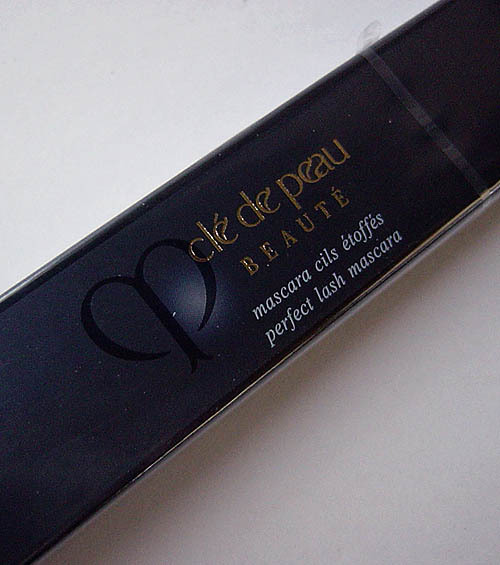 clé de peau
BEAUTÉ
mascara cils étoffés
perfect lash mascara